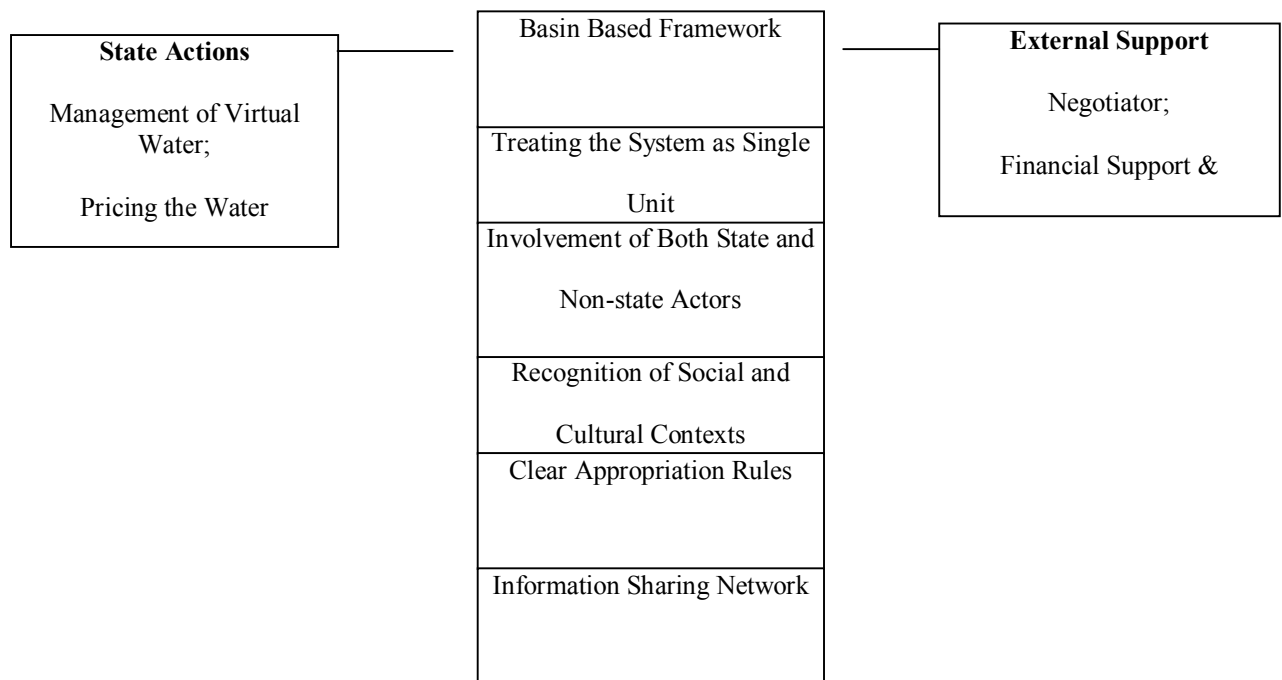 State Actions
Management of Virtual
Water;
Pricing the Water
Basin Based Framework
Treating the System as Single
Unit
Involvement of Both State and
Non-state Actors
Recognition of Social and
Cultural Contexts
Clear Appropriation Rules
Information Sharing Network
External Support
Negotiator;
Financial Support &